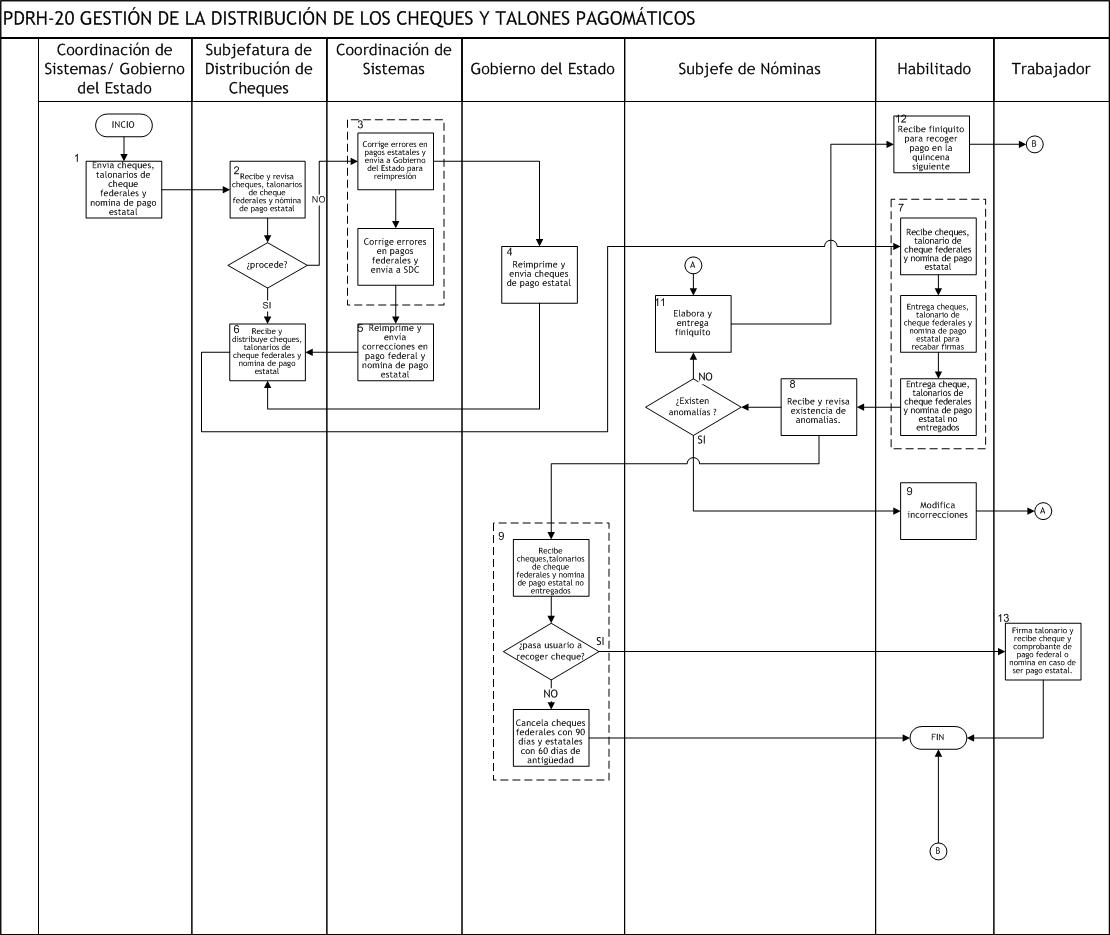 PDRH-20 GESTIÓN DE LA DISTRIBUCIÓN DE LOS CHEQUES Y TALONES PAGOMÁTICOS
Coordinación de
Sistemas/ Gobierno
del Estado
Subjefatura de
Distribución de
Cheques
Coordinación de
Sistemas
Gobierno del Estado
Subjefe de Nóminas
Habilitado
Trabajador
INCIO
1
Envia cheques,
talonarios de
cheque
federales y
nomina de pago
estatal
2
Recibe y revisa
cheques, talonarios
de cheque
federales y nómina
de pago estatal
¿procede?
NO
SI
3
Corrige errores en
pagos estatales y
envia a Gobierno
del Estado para
reimpresión
Corrige errores
en pagos
federales y
envia a SDC
4
Reimprime y
envia cheques
de pago estatal
5
Reimprime y
envia
correcciones en
pago federal y
nomina de pago
estatal
6
Recibe y
distribuye cheques,
talonarios de
cheque federales y
nomina de pago
estatal
12
Recibe finiquito
para recoger
pago en la
quincena
siguiente
B
7
Recibe cheques,
talonario de
cheque federales
y nomina de pago
estatal
Entrega cheques,
talonario de
cheque federales y
nomina de pago
estatal para
recabar firmas
Entrega cheque,
talonarios de
cheque federales
y nomina de pago
estatal no
entregados
A
11
Elabora y
entrega
finiquito
NO
¿Existen
anomalías ?
SI
8
Recibe y revisa
existencia de
anomalías.
9
Modifica
incorrecciones
A
9
Recibe
cheques,talonarios
de cheque
federales y nomina
de pago estatal no
entregados
¿pasa usuario a
recoger cheque?
SI
NO
Cancela cheques
federales con 90
dias y estatales
con 60 dias de
antigüedad
13
Firma talonario y
recibe cheque y
comprobante de
pago federal o
nomina en caso de
ser pago estatal.
FIN
B